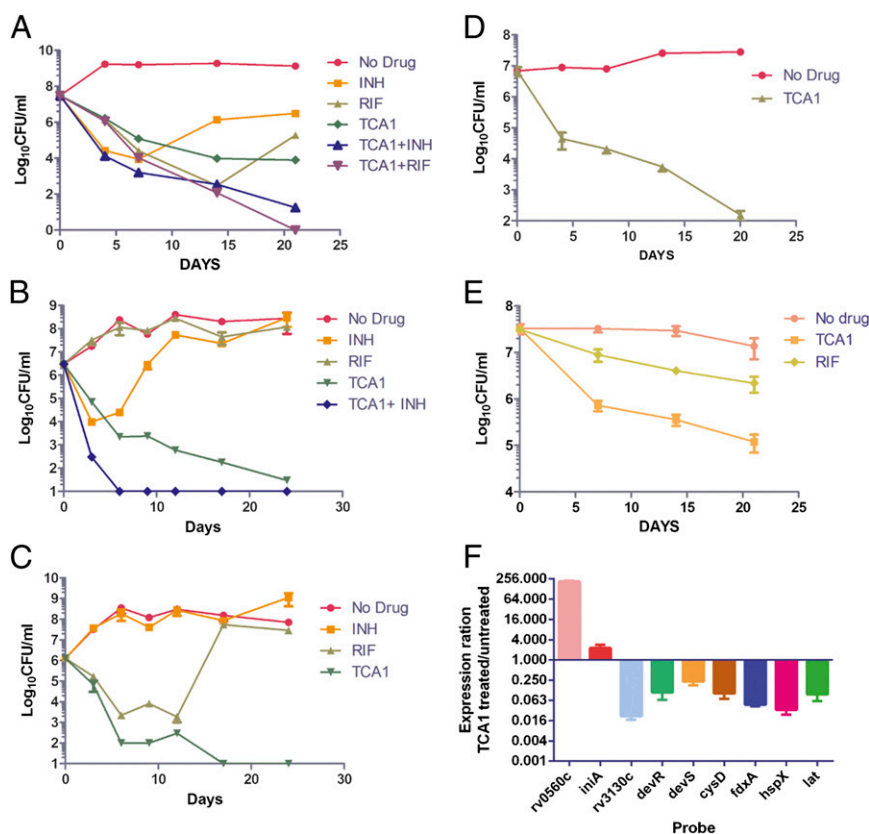 A
10
8
6
4
2
0
0
5
10
15
20
25
Log10CFU/ml
DAYS
No Drug
INH
RIF
TCA1
TCA1+INH
TCA1+RIF
B
9
8
7
6
5
4
3
2
1
0
10
20
30
Log10CFU/ml
Days
No Drug
INH
RIF
TCA1
TCA1+ INH
C
10
9
8
7
6
5
4
3
2
1
0
10
20
30
Log10CFU/ml
Days
No Drug
INH
RIF
TCA1
D
8
7
6
5
4
3
2
0
5
10
15
20
25
Log10CFU/ml
DAYS
No Drug
TCA1
E
8
7
6
5
4
0
5
10
15
20
25
Log10CFU/ml
DAYS
No drug
TCA1
RIF
F
256.000
64.000
16.000
4.000
1.000
0.250
0.063
0.016
0.004
0.001
Expression ration
TCA1 treated/untreated
rv0560c
iniA
rv3130c
devR
devS
cysD
fdxA
hspX
lat
Probe